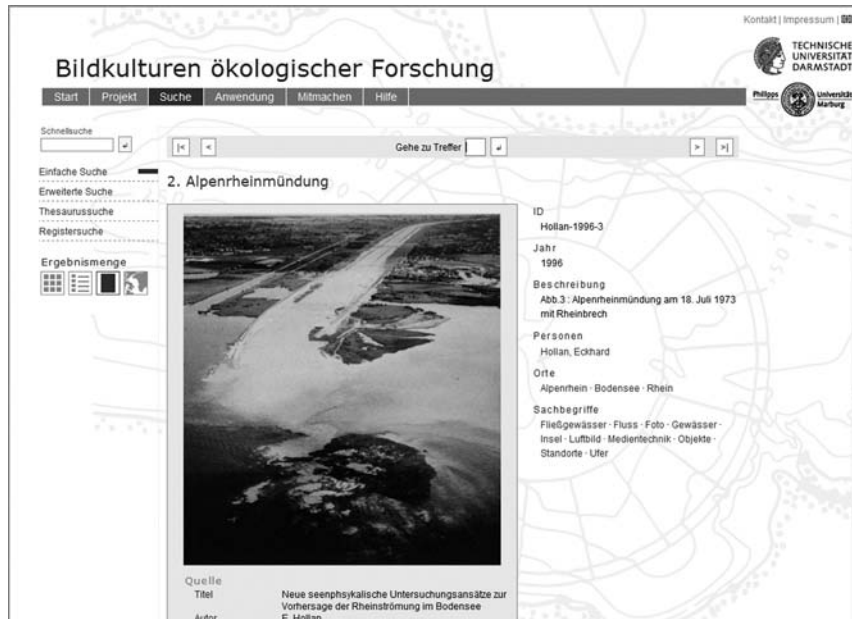 Kontakt | Impressum |
TECHNISCHE
UNIVERSITÄT
DARMSTADT
Bildkulturen ökologischer Forschung
Philipps Universität
Marburg
Start Projekt Suche Anwendung Mitmachen Hilfe
Schnellsuche
|< < Gehe zu Treffer > >|
Einfache Suche
Erweiterte Suche
Thesaurussuche
Registersuche
Ergebnismenge
2. Alpenrheinmündung
ID
Hollan-1996-3
Jahr
1996
Beschreibung
Abb.3 : Alpenrheinmündung am 18. Juli 1973
mit Rheinbrech
Personen
Hollan, Eckhard
Orte
Alpenrhein · Bodensee · Rhein
Sachbegriffe
Fließgewässer · Fluss · Foto · Gewässer ·
Insel · Luftbild · Medientechnik · Objekte ·
Standorte · Ufer
Quelle
Titel Neue seenphsykalische Untersuchungsansätze zur
Vorhersage der Rheinströmung im Bodensee
Autor E. Hollan